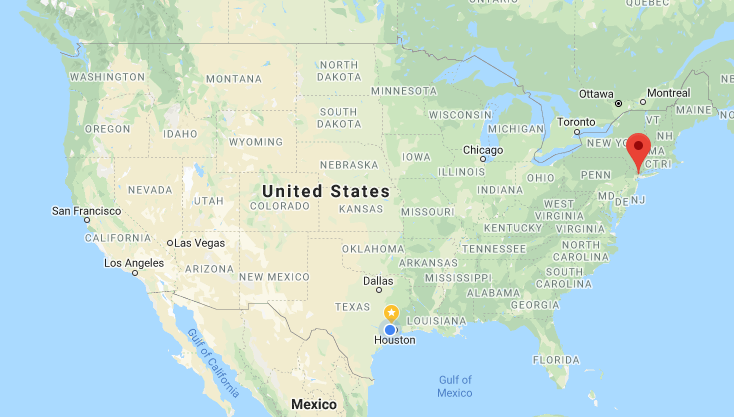 ONTARIO
QUEBEC
WASHINGTON
MONTANA
NORTH
DAKOTA
MINNESOTA
Ottawa
Montreal
MAINE
OREGON
IDAHO
SOUTH
DAKOTA
WISCONSIN
MICHIGAN
Toronto
VT
NH
WYOMING
NEW YO
MA
CT
RI
Chicago
IOWA
NEBRASKA
ILLINOIS
INDIANA
OHIO
PENN
NEVADA
UTAH
United States
COLORADO
KANSAS
MISSOURI
WEST
VIRGINIA
MD
DE
NJ
San Francisco
KENTUCKY
VIRGINIA
CALIFORNIA
Las Vegas
OKLAHOMA
TENNESSEE
NORTH
CAROLINA
Los Angeles
ARIZONA
NEW MEXICO
ARKANSAS
SOUTH
CAROLINA
Dallas
MISSISSIPPI
ALABAMA
GEORGIA
TEXAS
LOUISIANA
Houston
Gulf of California
FLORIDA
Gulf of
Mexico
Mexico